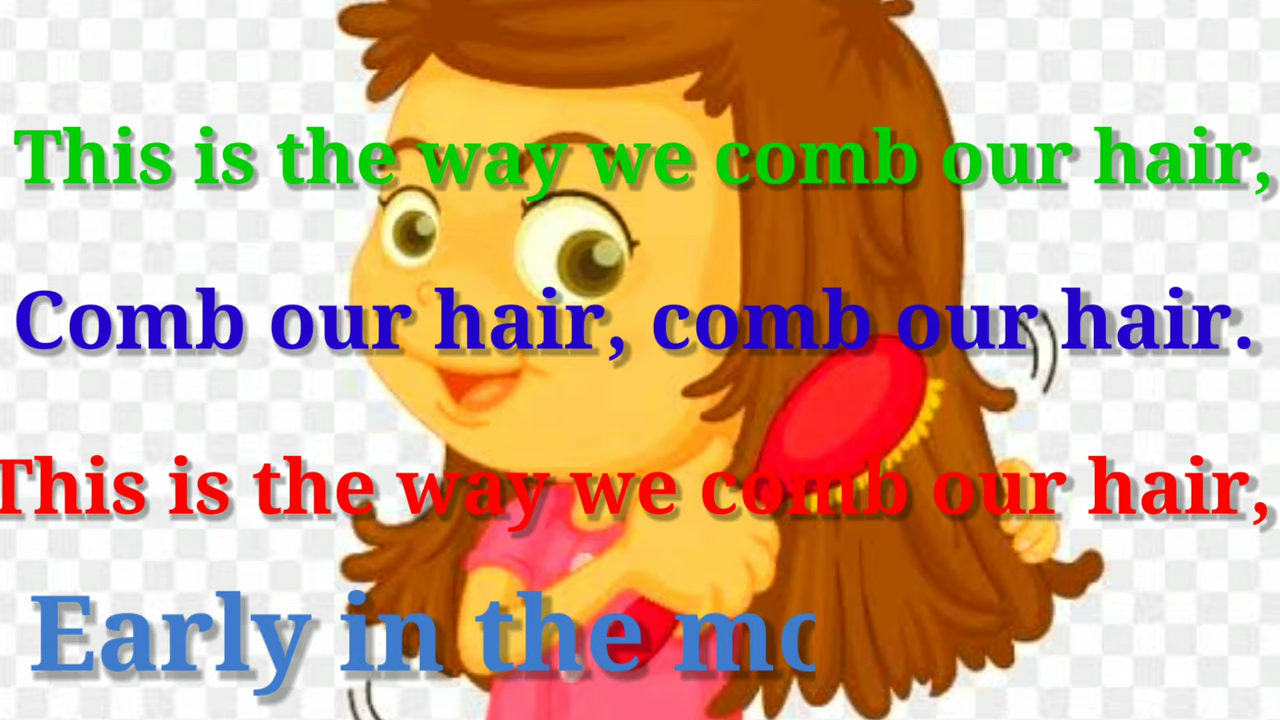 This is the way we comb our hair,
Comb our hair, comb our hair.
This is the way we comb our hair,
Early in the